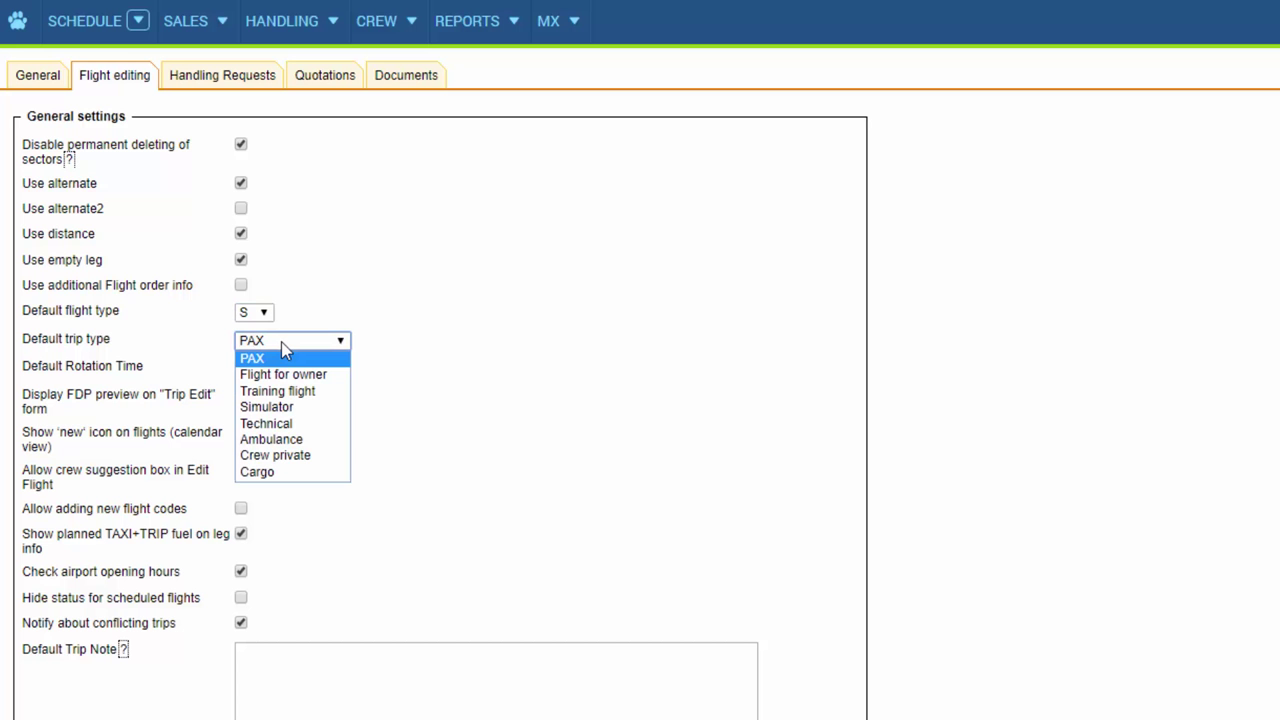 SCHEDULE SALES HANDLING CREW REPORTS MX
General Flight editing Handling Requests Quotations Documents
General settings
Disable permanent deleting of
sectors?
Use alternate
Use alternate2
Use distance
Use empty leg
Use additional Flight order info
Default flight type S
Default trip type PAX
PAX
Default Rotation Time
Flight for owner
Training flight
Display FDP preview on "Trip Edit"
form
Simulator
Technical
Show ‘new‘ icon on flights (calendar
view)
Ambulance
Crew private
Allow crew suggestion box in Edit
Flight
Cargo
Allow adding new flight codes
Show planned TAXI+TRIP fuel on leg
info
Check airport opening hours
Hide status for scheduled flights
Notify about conflicting trips
Default Trip Note?